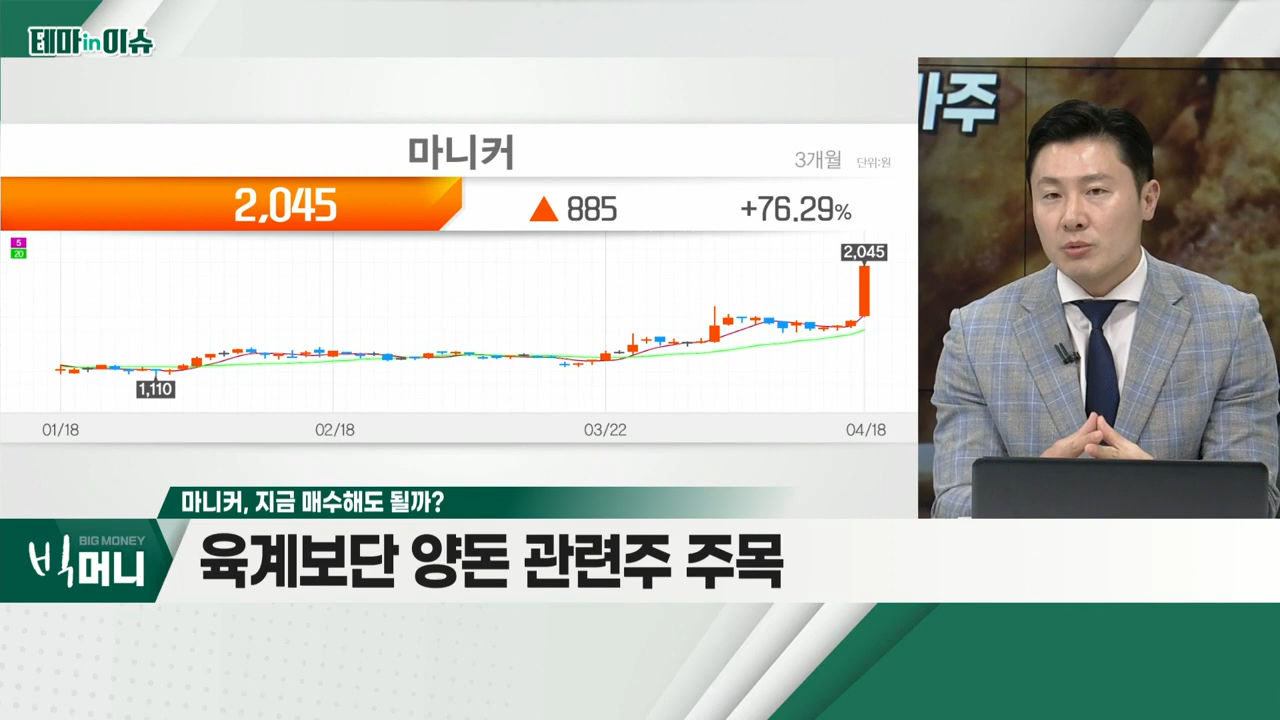 테마in이슈
마니커
3개월 단위:원
2,045 ▲ 885 +76.29%
5
20
2,045
1,110
01/18 02/18 03/22 04/18
마니커, 지금 매수해도 될까?
BIG MONEY
빅머니
육계보단 양돈 관련주 주목